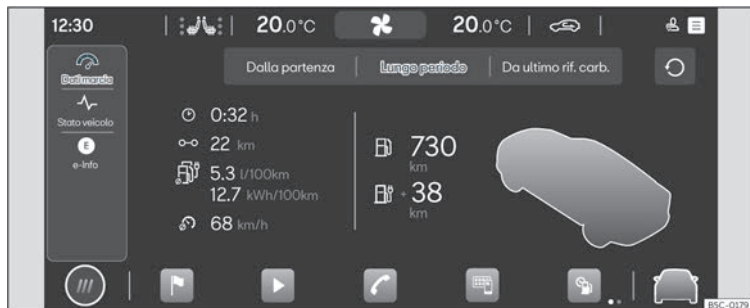 12:30
20.0°C
20.0°C
Dati marcia
Stato veicolo
E
e-Info
Dalla partenza
Lungo periodo
Da ultimo rif. carb.
0:32 h
22 km
5.3 l/100km
12.7 kWh/100km
68 km/h
730
km
+38
km
BSC-0179